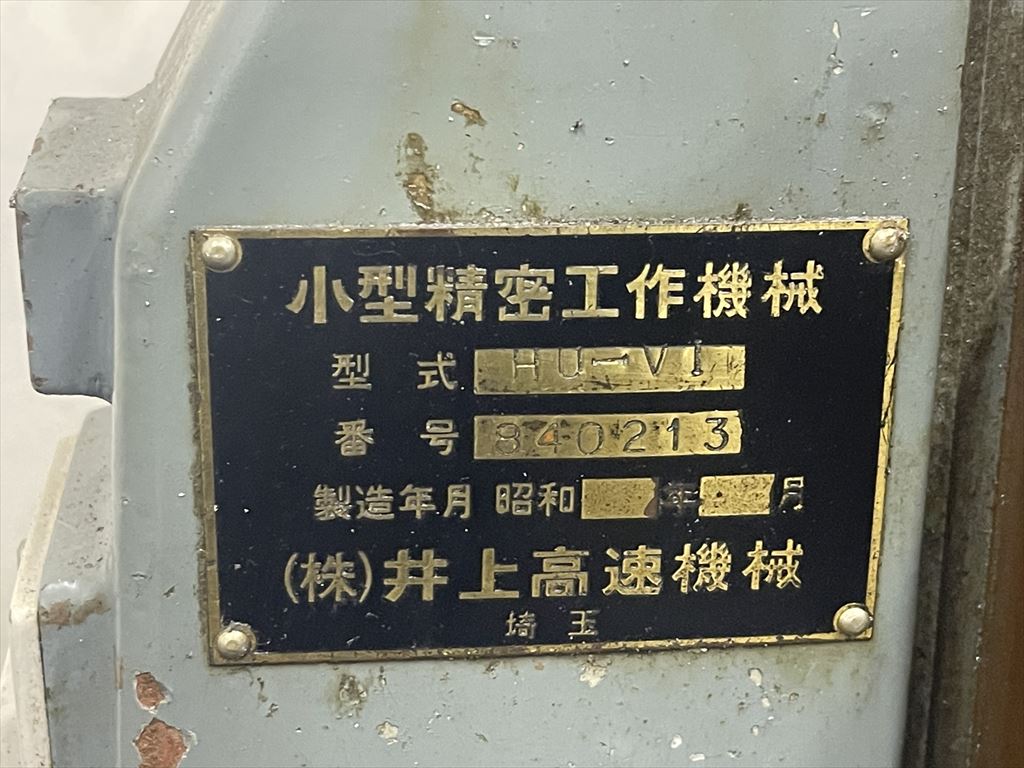 小型精密工作機械
型式 HU-VI
番号 840213
製造年月 昭和 年 月
(株)井上高速機械
埼玉